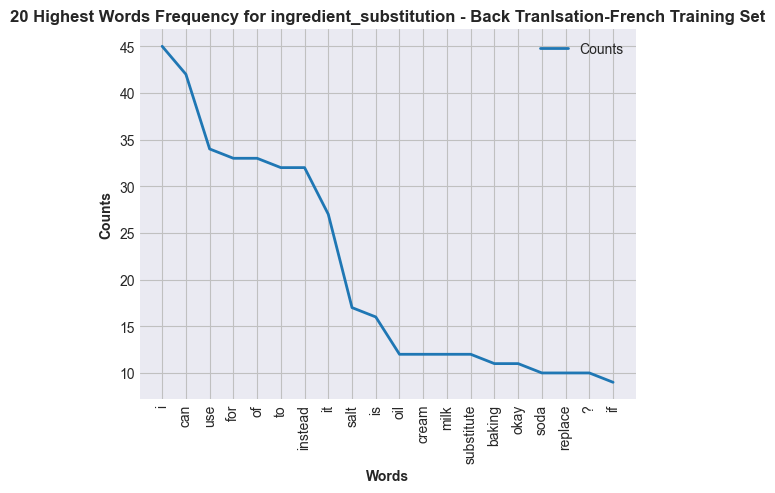 20 Highest Words Frequency for ingredient_substitution - Back Tranlsation-French Training Set
Counts
45
40
35
30
25
20
15
10
Counts
i
can
use
for
of
to
instead
it
salt
is
oil
cream
milk
substitute
baking
okay
soda
replace
?
if
Words